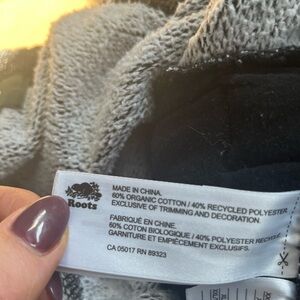 Roots
MADE IN CHINA.
60% ORGANIC COTTON / 40% RECYCLED POLYESTER
EXCLUSIVE OF TRIMMING AND DECORATION.
FABRIQUÉ EN CHINE.
60% COTON BIOLOGIQUE / 40% POLYESTER RECYCLÉ
GARNITURE ET EMPIÈCEMENT EXCLUSIFS.
CA 05017 RN 89323